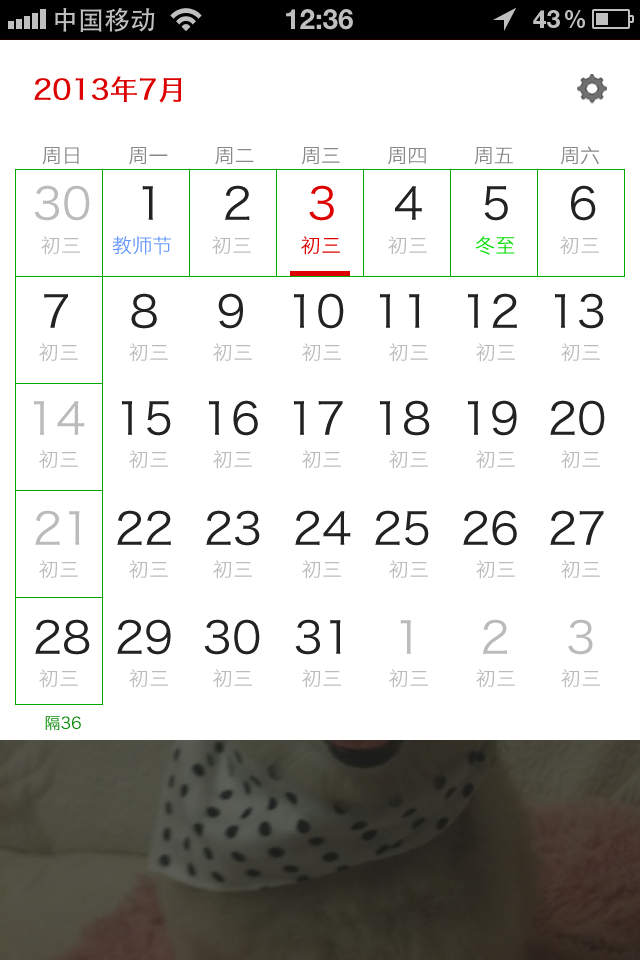 中国移动 12:36 43%
2013年7月
周日 周一 周二 周三 周四 周五 周六
30 1 2 3 4 5 6
初三 教师节 初三 初三 初三 冬至 初三
7 8 9 10 11 12 13
初三 初三 初三 初三 初三 初三 初三
14 15 16 17 18 19 20
初三 初三 初三 初三 初三 初三 初三
21 22 23 24 25 26 27
初三 初三 初三 初三 初三 初三 初三
28 29 30 31 1 2 3
初三 初三 初三 初三 初三 初三 初三
隔36